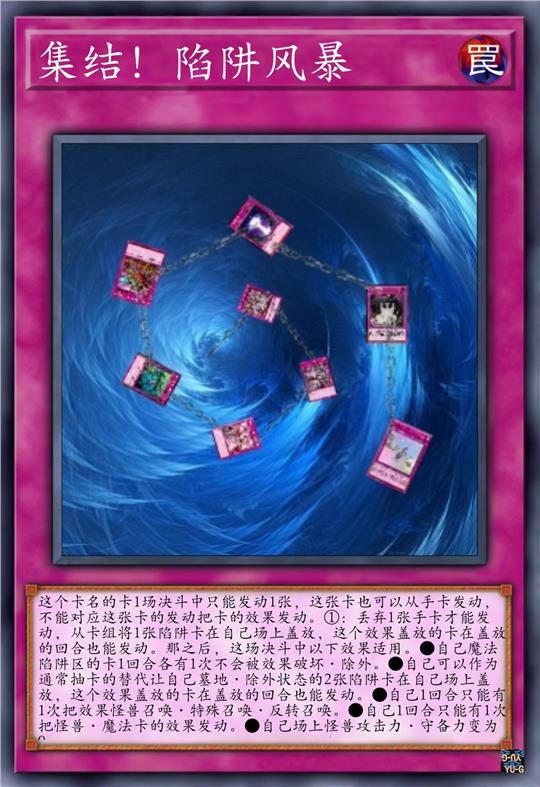 集结！陷阱风暴
罠
这个卡名的卡1场决斗中只能发动1张，这张卡也可以从手卡发动，
不能对应这张卡的发动把卡的效果发动。①：丢弃1张手卡才能发
动，从卡组将1张陷阱卡在自己场上盖放，这个效果盖放的卡在盖放
的回合也能发动。那之后，这场决斗中以下效果适用。●自己魔法
陷阱区的卡1回合各有1次不会被效果破坏·除外。●自己可以作为
通常抽卡的替代让自己墓地·除外状态的2张陷阱卡在自己场上盖
放，这个效果盖放的卡在盖放的回合也能发动。●自己1回合只能有
1次把效果怪兽召唤·特殊召唤·反转召唤。●自己1回合只能有1次
把怪兽·魔法卡的效果发动。●自己场上怪兽攻击力·守备力变为
YU-G